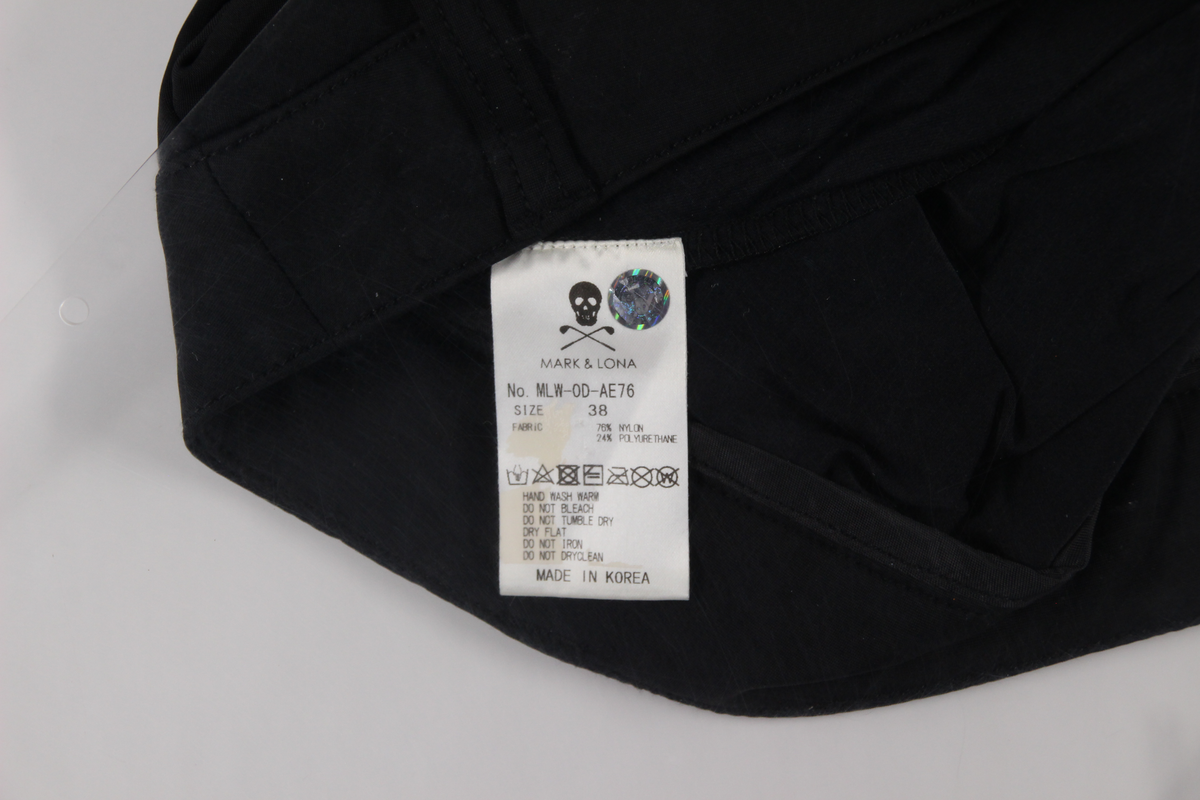 MARK & LONA
No. MLW-OD-AE76
SIZE 38
FABRIC 76% NYLON
24% POLYURETHANE
HAND WASH WARM
DO NOT BLEACH
DO NOT TUMBLE DRY
DRY FLAT
DO NOT IRON
DO NOT DRYCLEAN
MADE IN KOREA